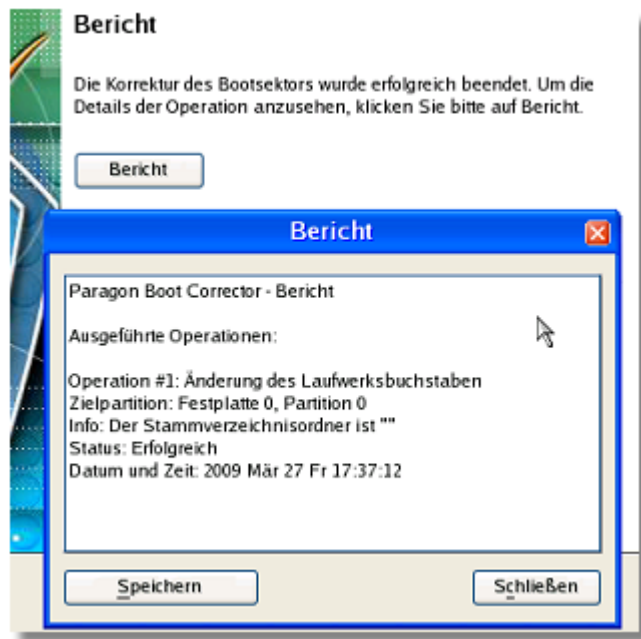 Bericht
Die Korrektur des Bootsektors wurde erfolgreich beendet. Um die
Details der Operation anzusehen, klicken Sie bitte auf Bericht.
Bericht
Bericht
Paragon Boot Corrector - Bericht
Ausgeführte Operationen:
Operation #1: Änderung des Laufwerksbuchstaben
Zielpartition: Festplatte 0, Partition 0
Info: Der Stammverzeichnisordner ist ""
Status: Erfolgreich
Datum und Zeit: 2009 Mär 27 Fr 17:37:12
Speichern
Schließen